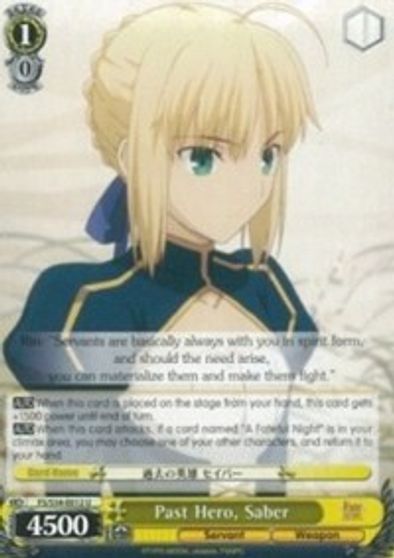 1
0
Rin: "Servants are basically always with you in spirit form,
and should the need arise,
you can materialize them and make them fight."
AUTO When this card is placed on the stage from your hand, this card gets
+1500 power until end of turn.
AUTO When this card attacks, if a card named "A Fateful Night" is in your
climax area, you may choose one of your other characters, and return it to
your hand.
Card Name 過去の英雄 セイバー
Past Hero, Saber
4500
Servant Weapon